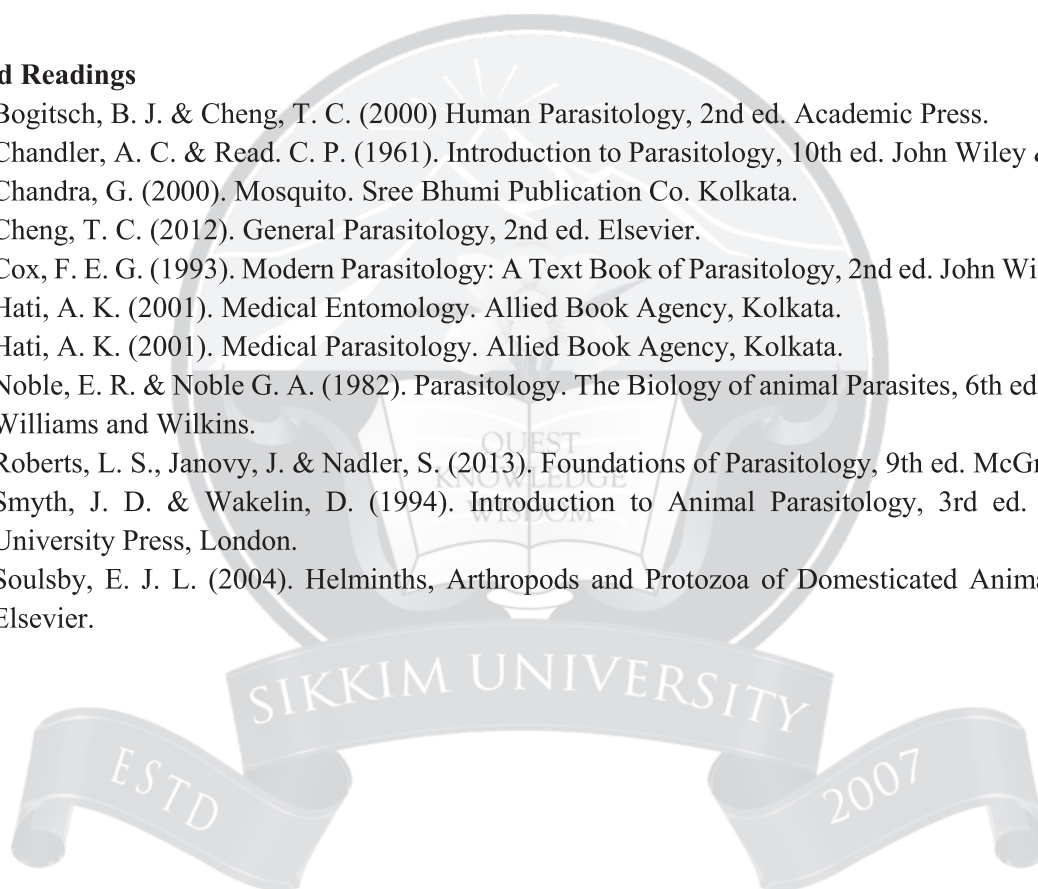 d Readings
Bogitsch, B. J. & Cheng, T. C. (2000) Human Parasitology, 2nd ed. Academic Press.
Chandler, A. C. & Read. C. P. (1961). Introduction to Parasitology, 10th ed. John Wiley &
Chandra, G. (2000). Mosquito. Sree Bhumi Publication Co. Kolkata.
Cheng, T. C. (2012). General Parasitology, 2nd ed. Elsevier.
Cox, F. E. G. (1993). Modern Parasitology: A Text Book of Parasitology, 2nd ed. John Wi
Hati, A. K. (2001). Medical Entomology. Allied Book Agency, Kolkata.
Hati, A. K. (2001). Medical Parasitology. Allied Book Agency, Kolkata.
Noble, E. R. & Noble G. A. (1982). Parasitology. The Biology of animal Parasites, 6th ed
Williams and Wilkins.
Roberts, L. S., Janovy, J. & Nadler, S. (2013). Foundations of Parasitology, 9th ed. McGr
Smyth, J. D. & Wakelin, D. (1994). Introduction to Animal Parasitology, 3rd ed.
University Press, London.
Soulsby, E. J. L. (2004). Helminths, Arthropods and Protozoa of Domesticated Anima
Elsevier.
QUEST
KNOWLEDGE
WISDOM
SIKKIM UNIVERSITY
ESTD
2007